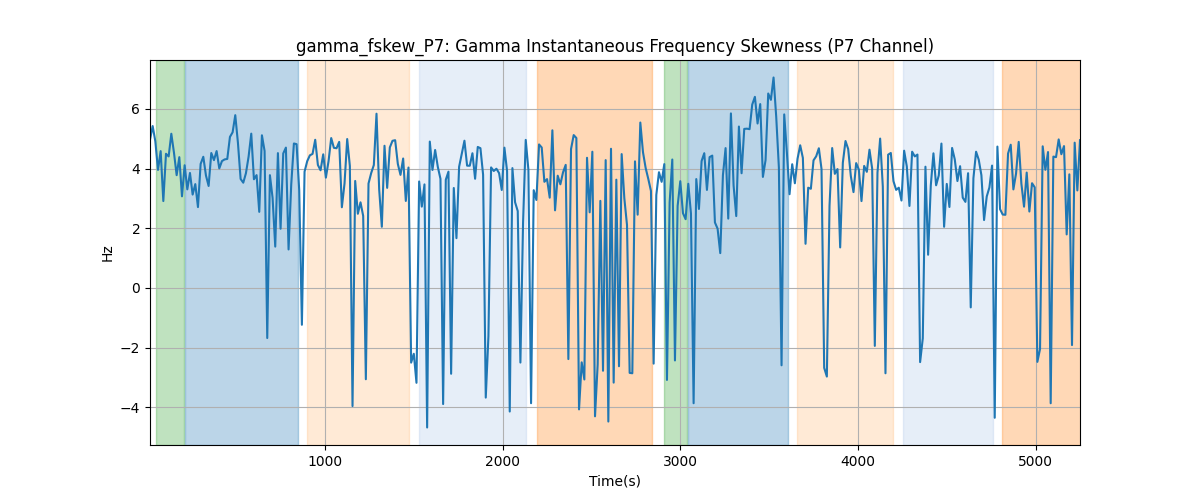 gamma_fskew_P7: Gamma Instantaneous Frequency Skewness (P7 Channel)
6
4
2
0
−2
−4
Hz
1000 2000 3000 4000 5000
Time(s)